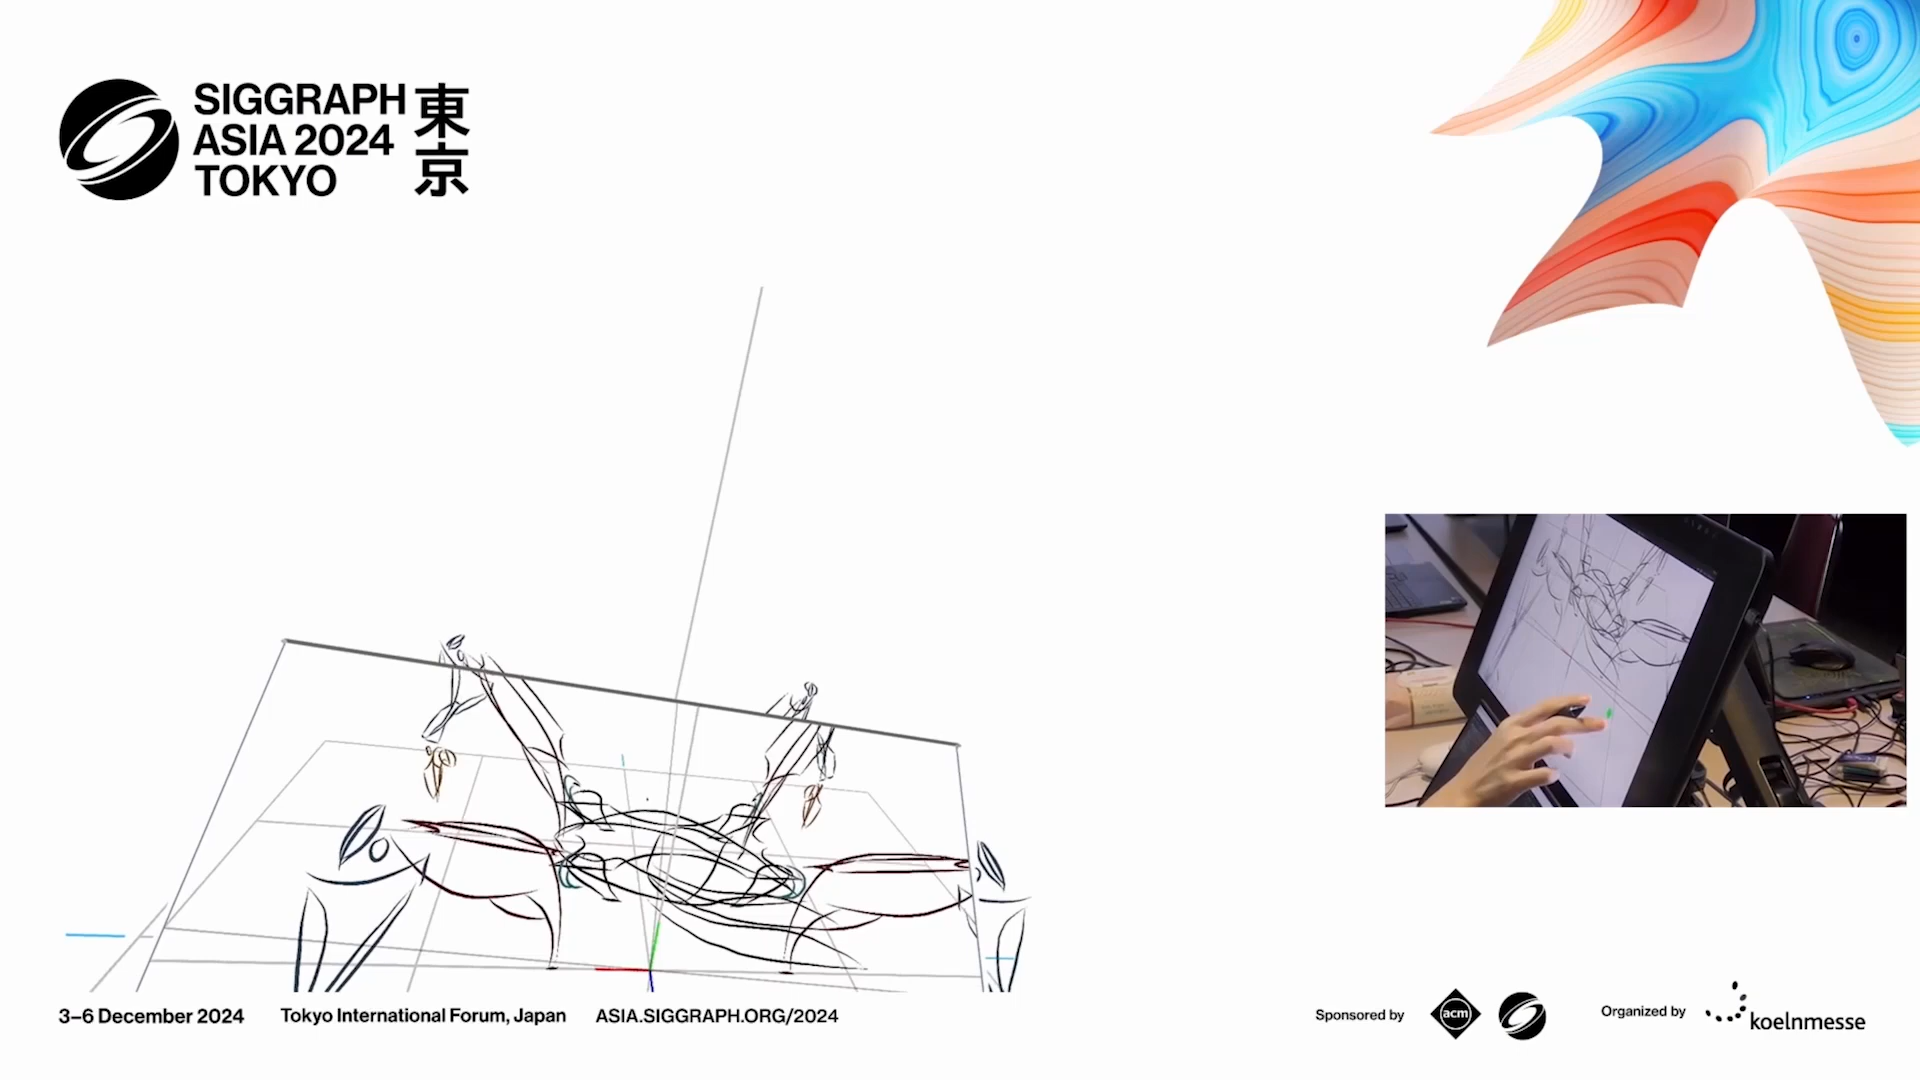 SIGGRAPH
ASIA 2024
TOKYO
東京
3–6 December 2024
Tokyo International Forum, Japan
ASIA.SIGGRAPH.ORG/2024
Sponsored by
acm
Organized by
koelnmesse